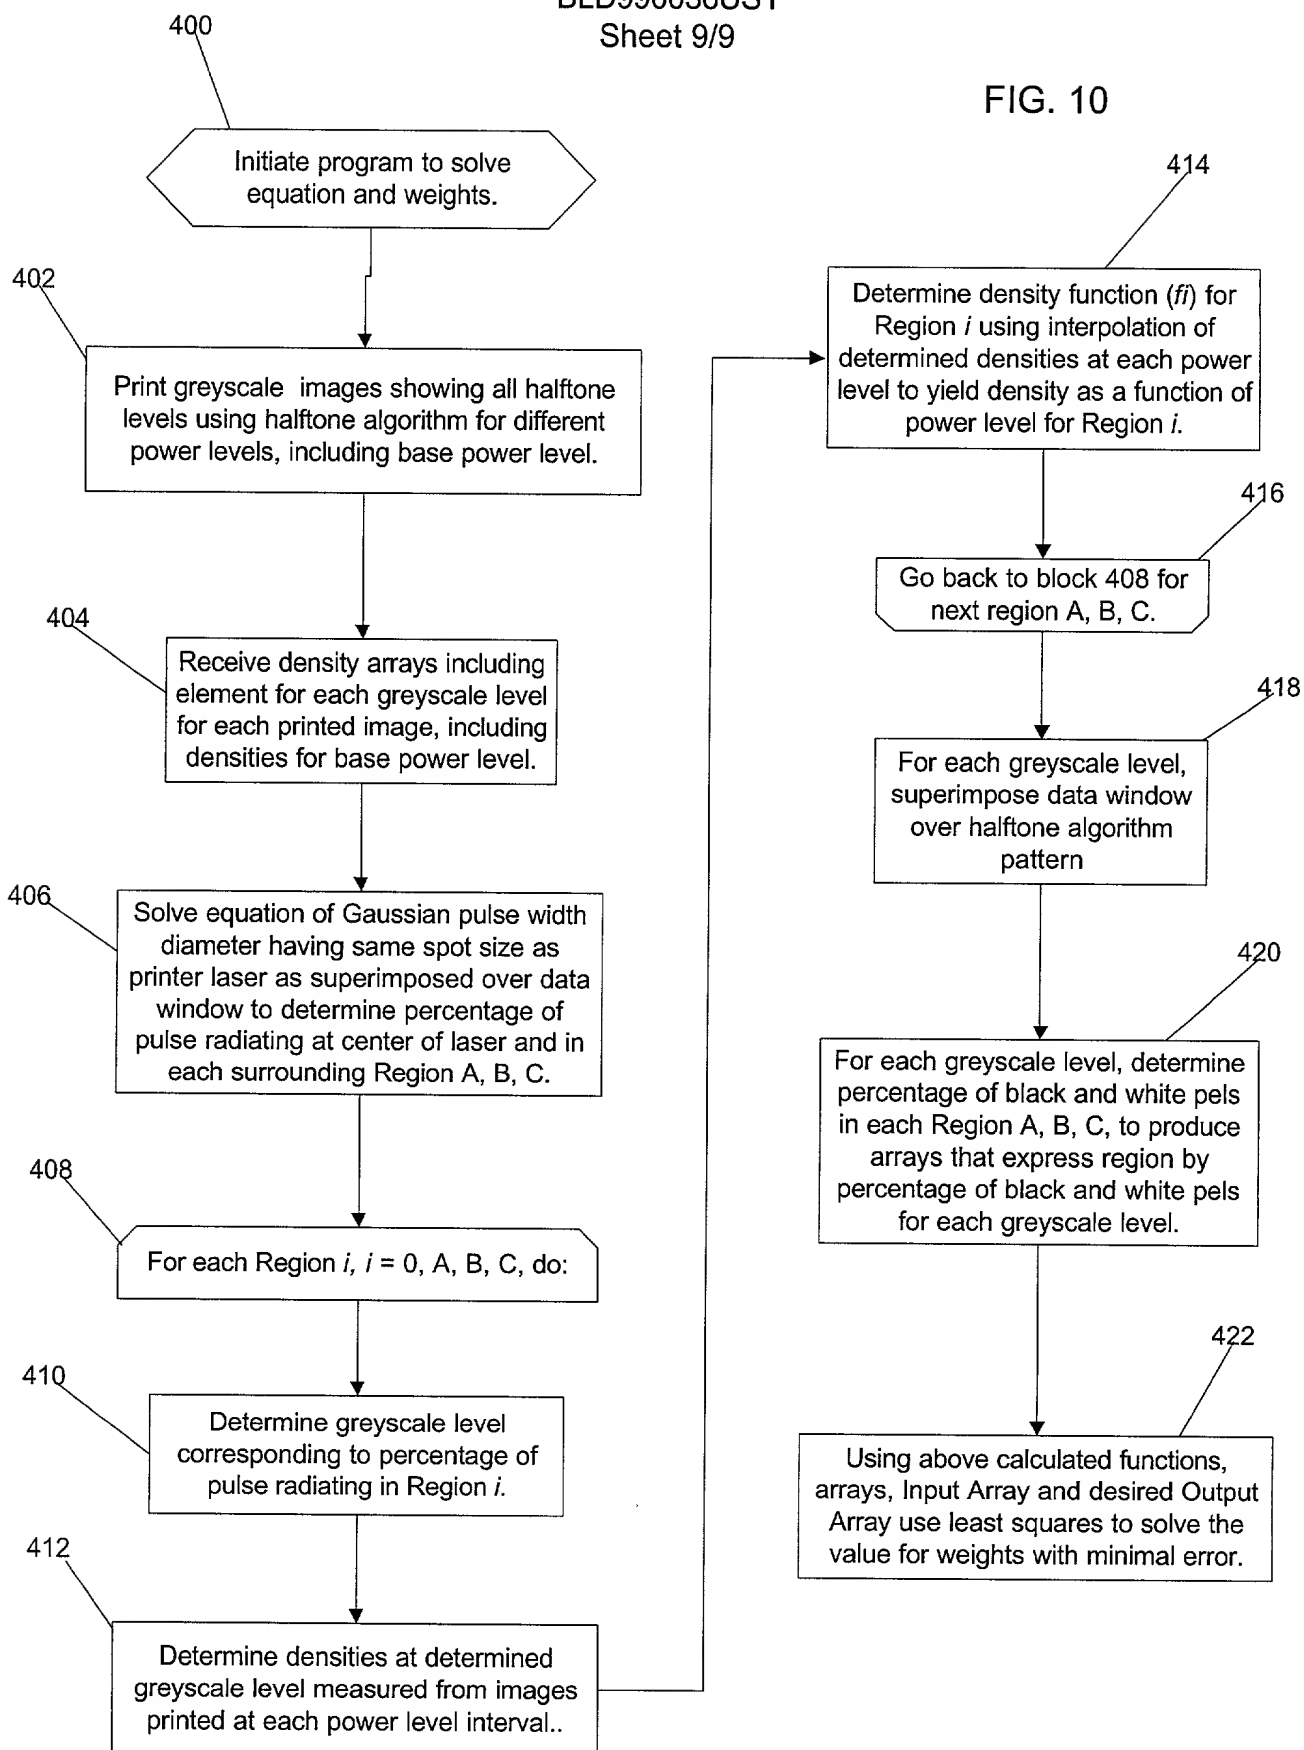 Sheet 9/9
FIG. 10
400
Initiate program to solve
equation and weights.
402
Print greyscale images showing all halftone
levels using halftone algorithm for different
power levels, including base power level.
404
Receive density arrays including
element for each greyscale level
for each printed image, including
densities for base power level.
406
Solve equation of Gaussian pulse width
diameter having same spot size as
printer laser as superimposed over data
window to determine percentage of
pulse radiating at center of laser and in
each surrounding Region A, B, C.
408
For each Region i, i = 0, A, B, C, do:
410
Determine greyscale level
corresponding to percentage of
pulse radiating in Region i.
412
Determine densities at determined
greyscale level measured from images
printed at each power level interval..
414
Determine density function (fi) for
Region i using interpolation of
determined densities at each power
level to yield density as a function of
power level for Region i.
416
Go back to block 408 for
next region A, B, C.
418
For each greyscale level,
superimpose data window
over halftone algorithm
pattern
420
For each greyscale level, determine
percentage of black and white pels
in each Region A, B, C, to produce
arrays that express region by
percentage of black and white pels
for each greyscale level.
422
Using above calculated functions,
arrays, Input Array and desired Output
Array use least squares to solve the
value for weights with minimal error.